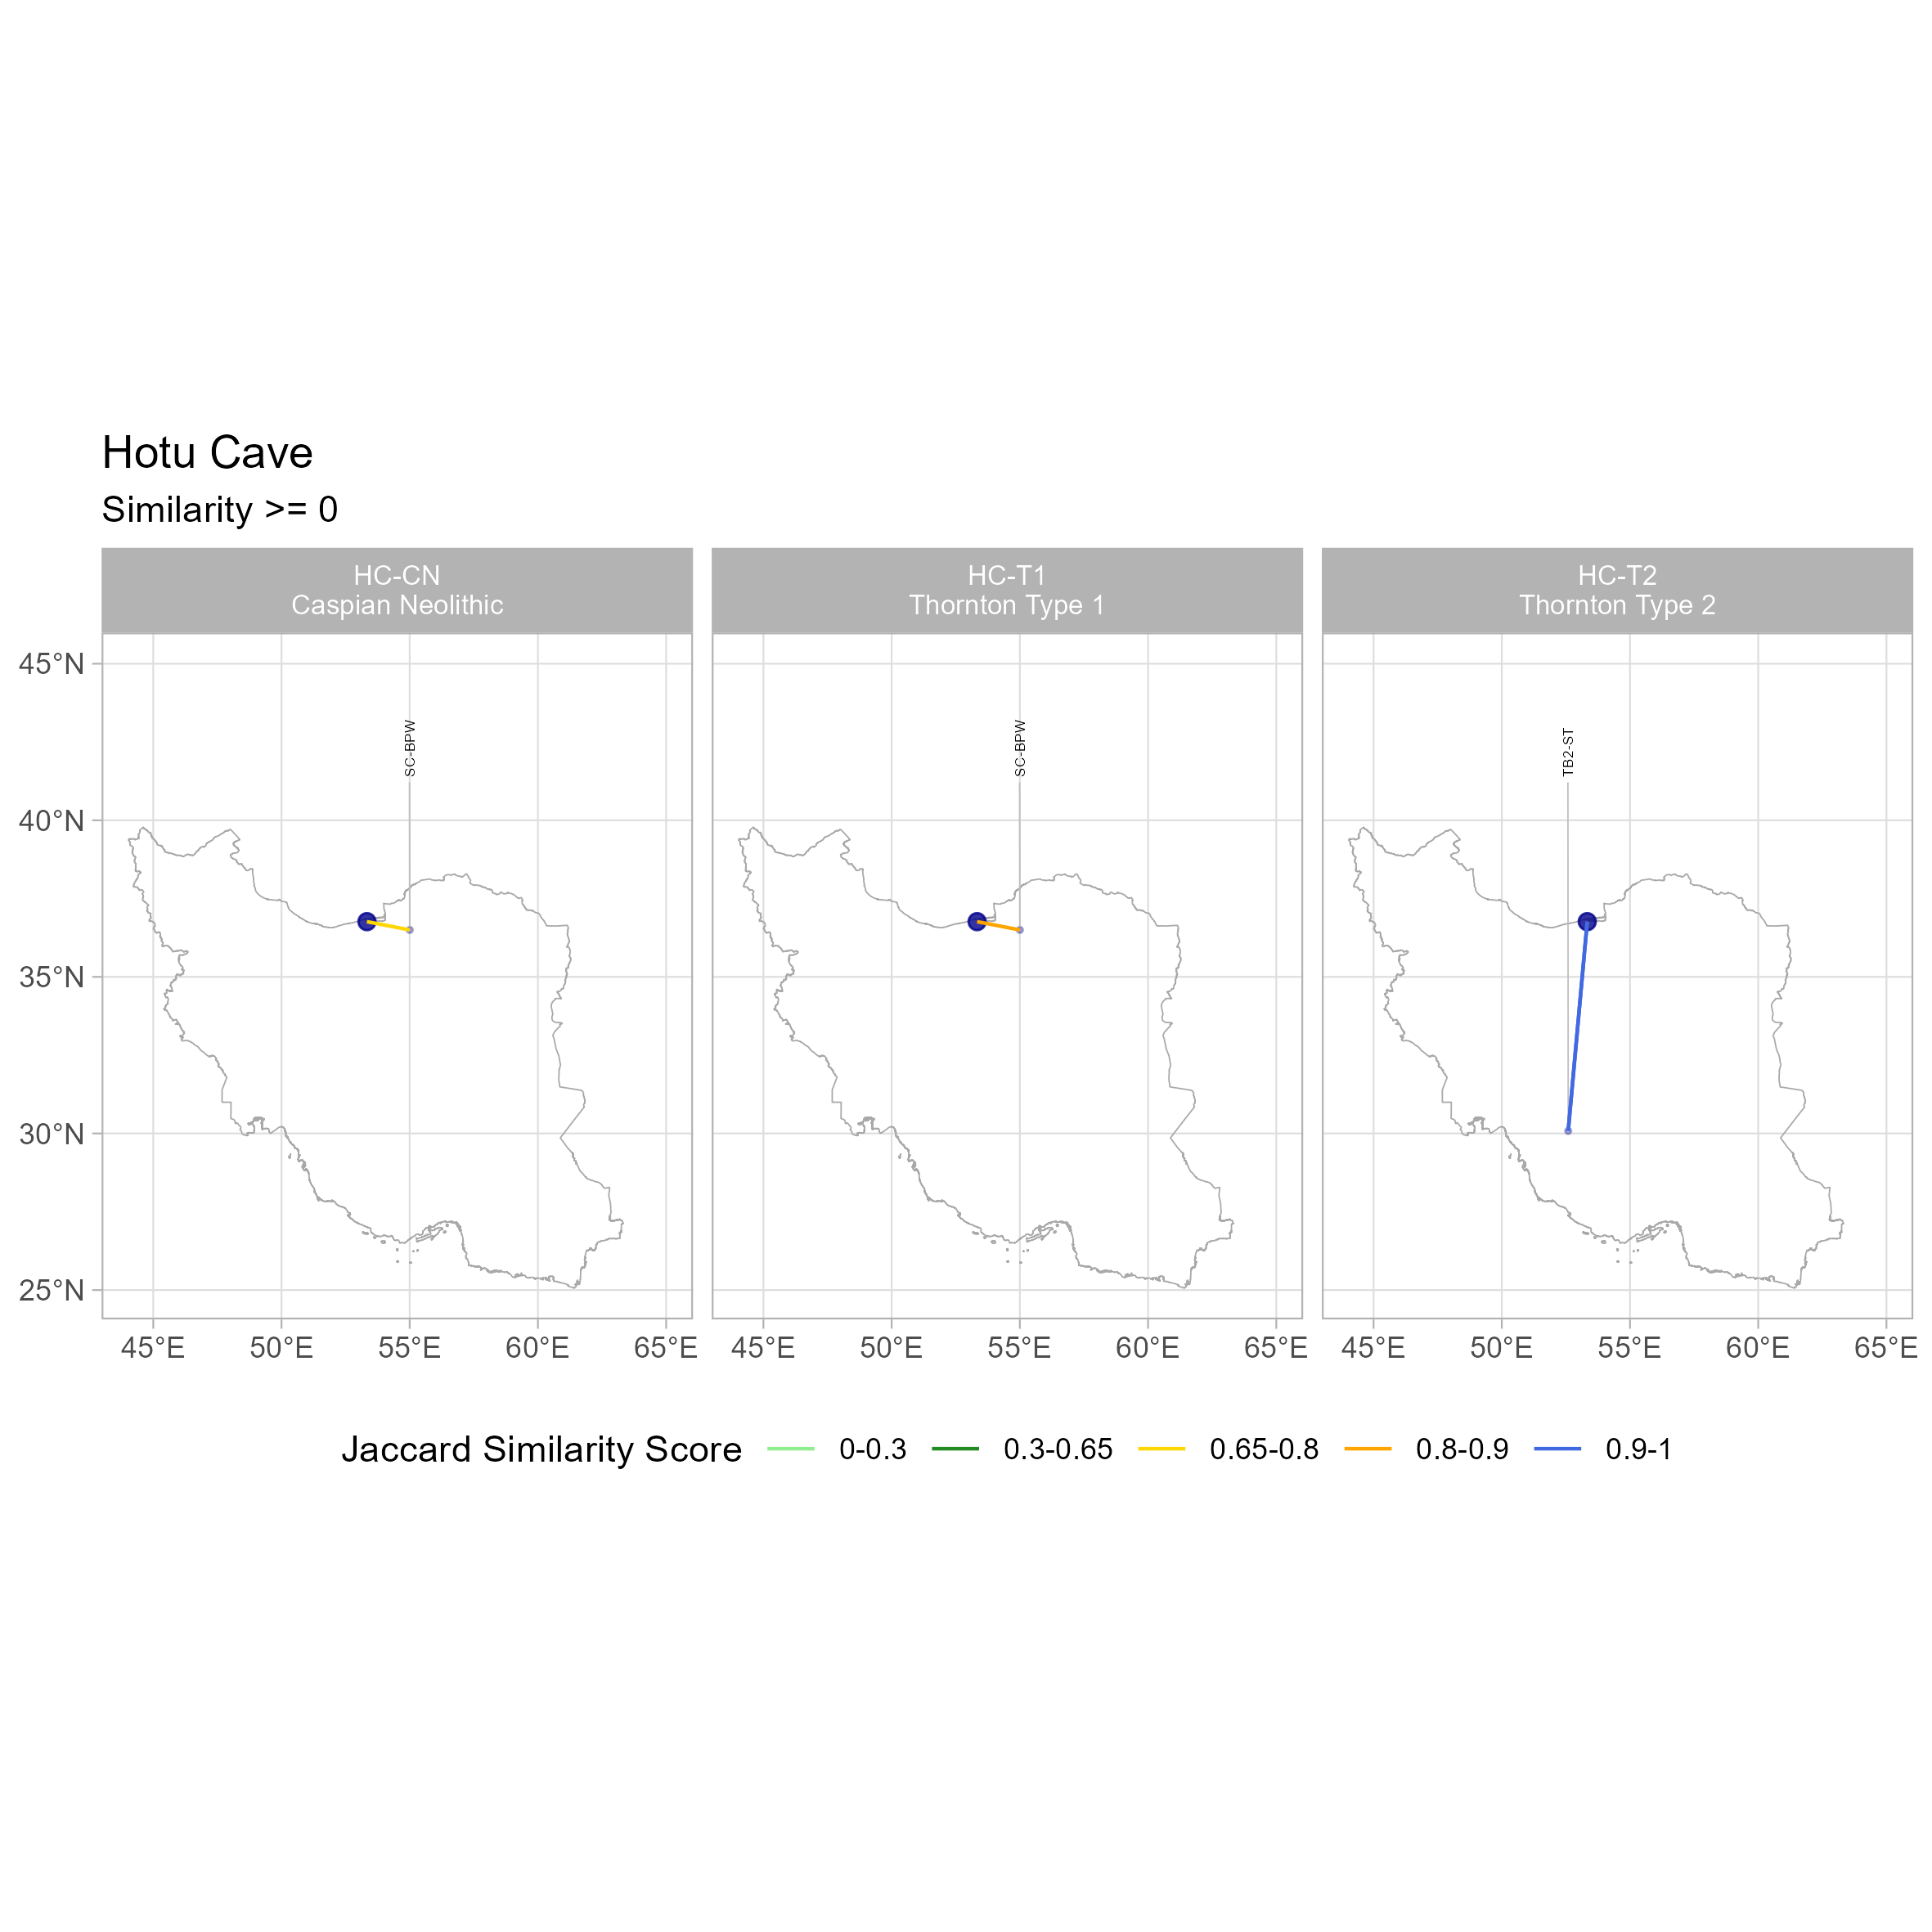 Hotu Cave
Similarity >= 0
HC-CN
Caspian Neolithic
HC-T1
Thornton Type 1
HC-T2
Thornton Type 2
45°N
40°N
35°N
30°N
25°N
SC-BPW
SC-BPW
TB2-ST
45°E 50°E 55°E 60°E 65°E
45°E 50°E 55°E 60°E 65°E
45°E 50°E 55°E 60°E 65°E
Jaccard Similarity Score 0-0.3 0.3-0.65 0.65-0.8 0.8-0.9 0.9-1